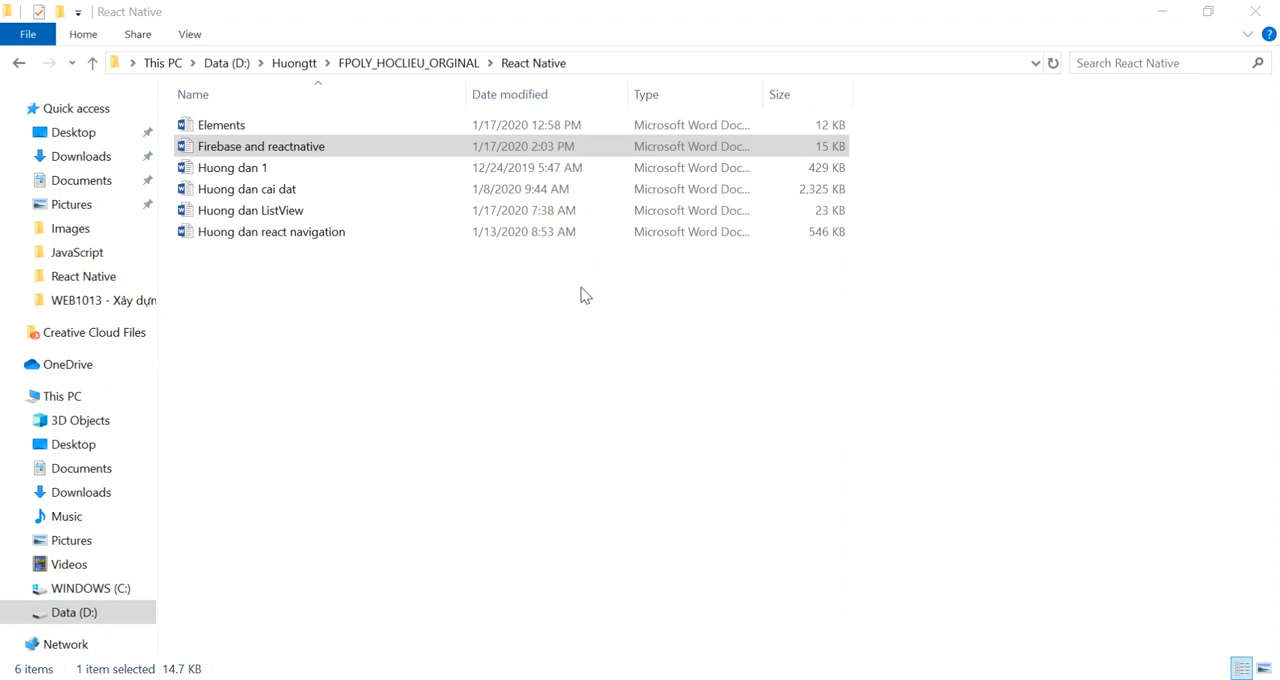 React Native
File Home Share View
This PC Data (D:) Huongtt FPOLY_HOCLIEU_ORGINAL React Native Search React Native
Name Date modified Type Size
Elements 1/17/2020 12:58 PM Microsoft Word Doc... 12 KB
Firebase and reactnative 1/17/2020 2:03 PM Microsoft Word Doc... 15 KB
Huong dan 1 12/24/2019 5:47 AM Microsoft Word Doc... 429 KB
Huong dan cai dat 1/8/2020 9:44 AM Microsoft Word Doc... 2,325 KB
Huong dan ListView 1/17/2020 7:38 AM Microsoft Word Doc... 23 KB
Huong dan react navigation 1/13/2020 8:53 AM Microsoft Word Doc... 546 KB
Quick access
Desktop
Downloads
Documents
Pictures
Images
JavaScript
React Native
WEB1013 - Xây dựn
Creative Cloud Files
OneDrive
This PC
3D Objects
Desktop
Documents
Downloads
Music
Pictures
Videos
WINDOWS (C:)
Data (D:)
Network
6 items 1 item selected 14.7 KB